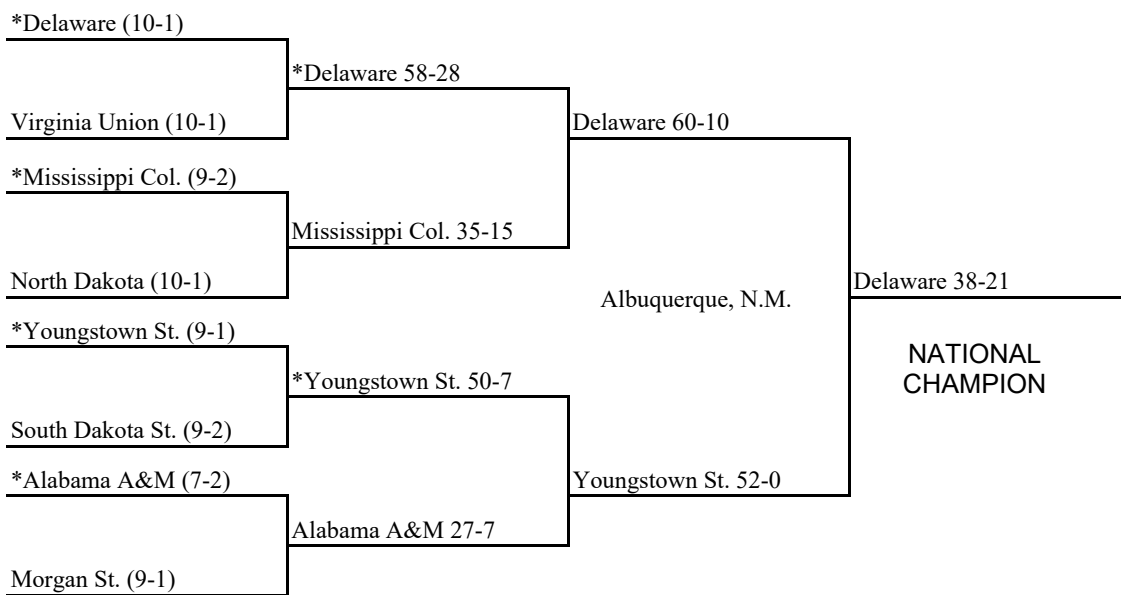 *Delaware (10-1)
*Delaware 58-28
Virginia Union (10-1)
Delaware 60-10
*Mississippi Col. (9-2)
Mississippi Col. 35-15
North Dakota (10-1)
Albuquerque, N.M.
Delaware 38-21
*Youngstown St. (9-1)
NATIONAL
CHAMPION
*Youngstown St. 50-7
South Dakota St. (9-2)
*Alabama A&M (7-2)
Youngstown St. 52-0
Alabama A&M 27-7
Morgan St. (9-1)